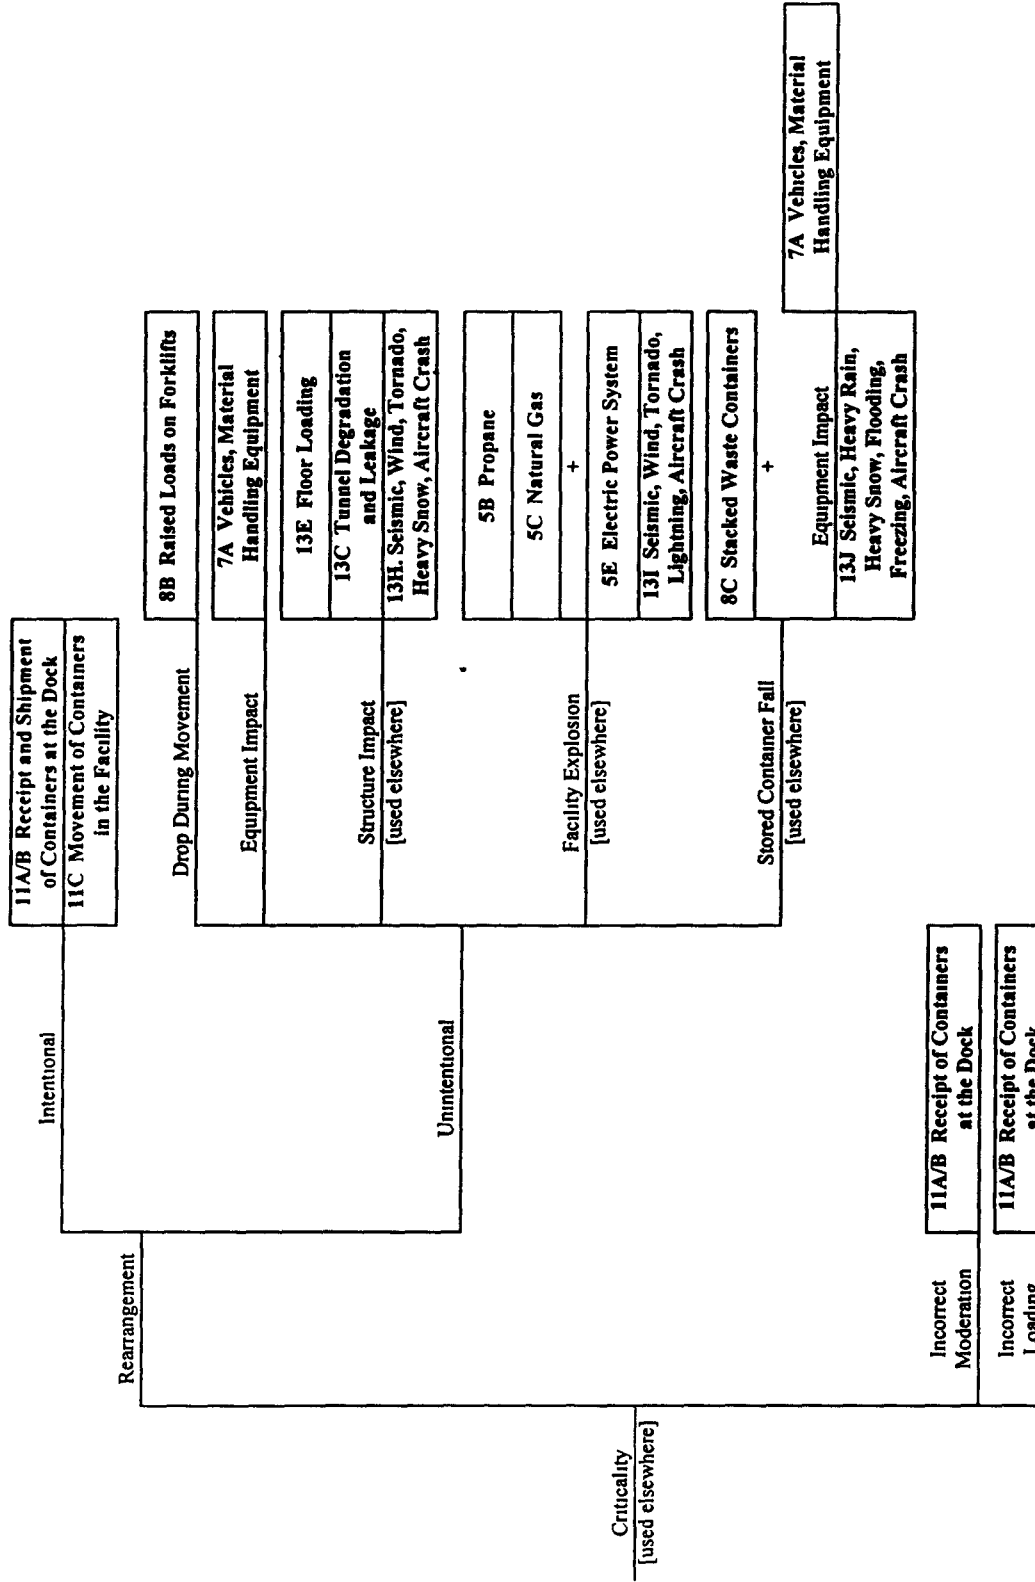 11A/B Receipt and Shipment
of Containers at the Dock
11C Movement of Containers
in the Facility
Intentional
Rearrangement
Unintentional
Drop During Movement
8B Raised Loads on Forklifts
Equipment Impact
7A Vehicles, Material
Handling Equipment
Structure Impact
[used elsewhere]
13E Floor Loading
13C Tunnel Degradation
and Leakage
13H. Seismic, Wind, Tornado,
Heavy Snow, Aircraft Crash
Facility Explosion
[used elsewhere]
5B Propane
5C Natural Gas
+
5E Electric Power System
13I Seismic, Wind, Tornado,
Lightning, Aircraft Crash
Stored Container Fall
[used elsewhere]
8C Stacked Waste Containers
+
Equipment Impact
7A Vehicles, Material
Handling Equipment
13J Seismic, Heavy Rain,
Heavy Snow, Flooding,
Freezing, Aircraft Crash
Criticality
[used elsewhere]
Incorrect
Moderation
11A/B Receipt of Containers
at the Dock
Incorrect
Loading
11A/B Receipt of Containers
at the Dock